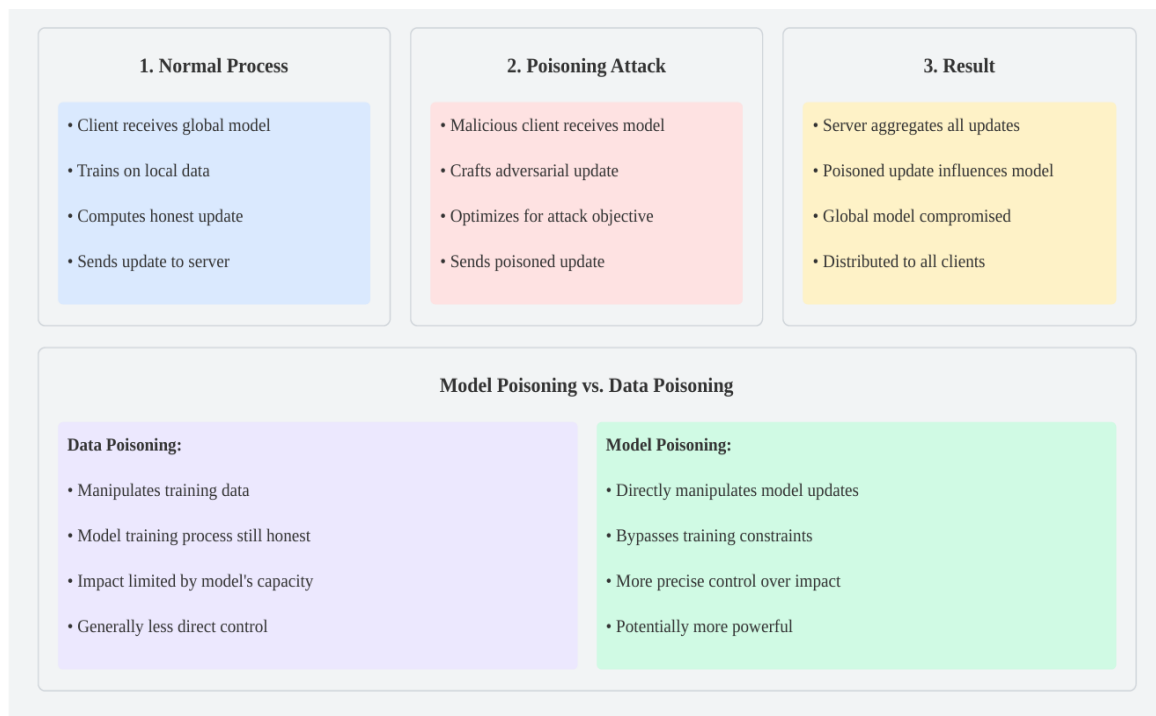 1. Normal Process
• Client receives global model
• Trains on local data
• Computes honest update
• Sends update to server
2. Poisoning Attack
• Malicious client receives model
• Crafts adversarial update
• Optimizes for attack objective
• Sends poisoned update
3. Result
• Server aggregates all updates
• Poisoned update influences model
• Global model compromised
• Distributed to all clients
Model Poisoning vs. Data Poisoning
Data Poisoning:
• Manipulates training data
• Model training process still honest
• Impact limited by model's capacity
• Generally less direct control
Model Poisoning:
• Directly manipulates model updates
• Bypasses training constraints
• More precise control over impact
• Potentially more powerful